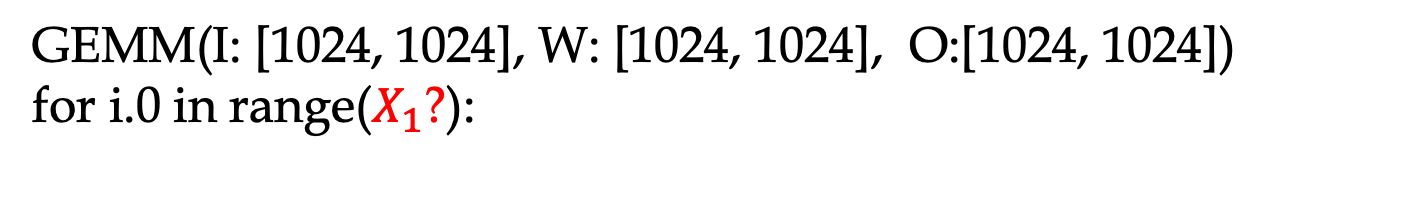 GEMM(I: [1024, 1024], W: [1024, 1024], O:[1024, 1024])
for i.0 in range(X₁?):